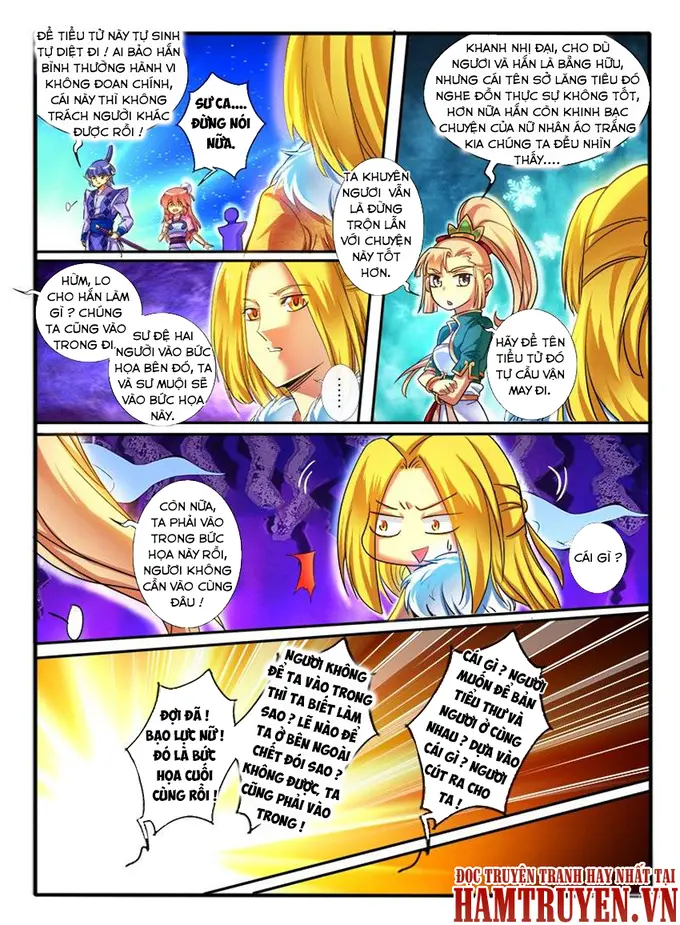 ĐỂ TIỂU TỬ NÀY TỰ SINH
TỰ DIỆT ĐI ! AI BẢO HẮN
BÌNH THƯỜNG HÀNH VI
KHÔNG ĐOAN CHÍNH,
CÁI NÀY THÌ KHÔNG
TRÁCH NGƯỜI KHÁC
ĐƯỢC RỒI !
SƯ CA....
ĐỪNG NÓI
NỮA.
KHANH NHỊ ĐẠI, CHO DÙ
NGƯƠI VÀ HẮN LÀ BẰNG HỮU,
NHƯNG CÁI TÊN SỞ LĂNG TIÊU ĐÓ
NGHE ĐỒN THỰC SỰ KHÔNG TỐT,
HƠN NỮA HẮN CÒN KHINH BẠC
CHUYỆN CỦA NỮ NHÂN ÁO TRẮNG
KIA CHÚNG TA ĐỀU NHÌN
THẤY....
TA KHUYÊN
NGƯƠI VẪN
LÀ ĐỪNG
TRỘN LẪN
VỚI CHUYỆN
NÀY TỐT
HƠN.
HÃY ĐỂ TÊN
TIỂU TỬ ĐÓ
TỰ CẦU VẬN
MAY ĐI.
HỪM, LO
CHO HẮN LÀM
GÌ ? CHÚNG
TA CŨNG VÀO
TRONG ĐI.
SƯ ĐỆ HAI
NGƯỜI VÀO BỨC
HỌA BÊN ĐÓ, TA
VÀ SƯ MUỘI SẼ
VÀO BỨC HỌA
NÀY.
......
CÒN NỮA,
TA PHẢI VÀO
TRONG BỨC
HỌA NÀY RỒI,
NGƯƠI KHÔNG
CẦN VÀO CÙNG
ĐÂU !
!
CÁI GÌ ?
CÁI GÌ ? NGƯƠI
MUỐN ĐỂ BẢN
TIỂU THƯ VÀ
NGƯƠI Ở CÙNG
NHAU ? DỰA VÀO
CÁI GÌ ? NGƯƠI
CÚT RA CHO
TA !
NGƯƠI KHÔNG
ĐỂ TA VÀO TRONG
THÌ TA BIẾT LÀM
SAO ? LẼ NÀO ĐỂ
TA Ở BÊN NGOÀI
CHẾT ĐÓI SAO ?
KHÔNG ĐƯỢC, TA
CŨNG PHẢI VÀO
TRONG !
ĐỢI ĐÃ !
BẠO LỰC NỮ !
ĐÓ LÀ BỨC
HỌA CUỐI
CÙNG RỒI !
ĐỌC TRUYỆN TRANH HAY NHẤT TẠI
HAMTRUYEN.VN